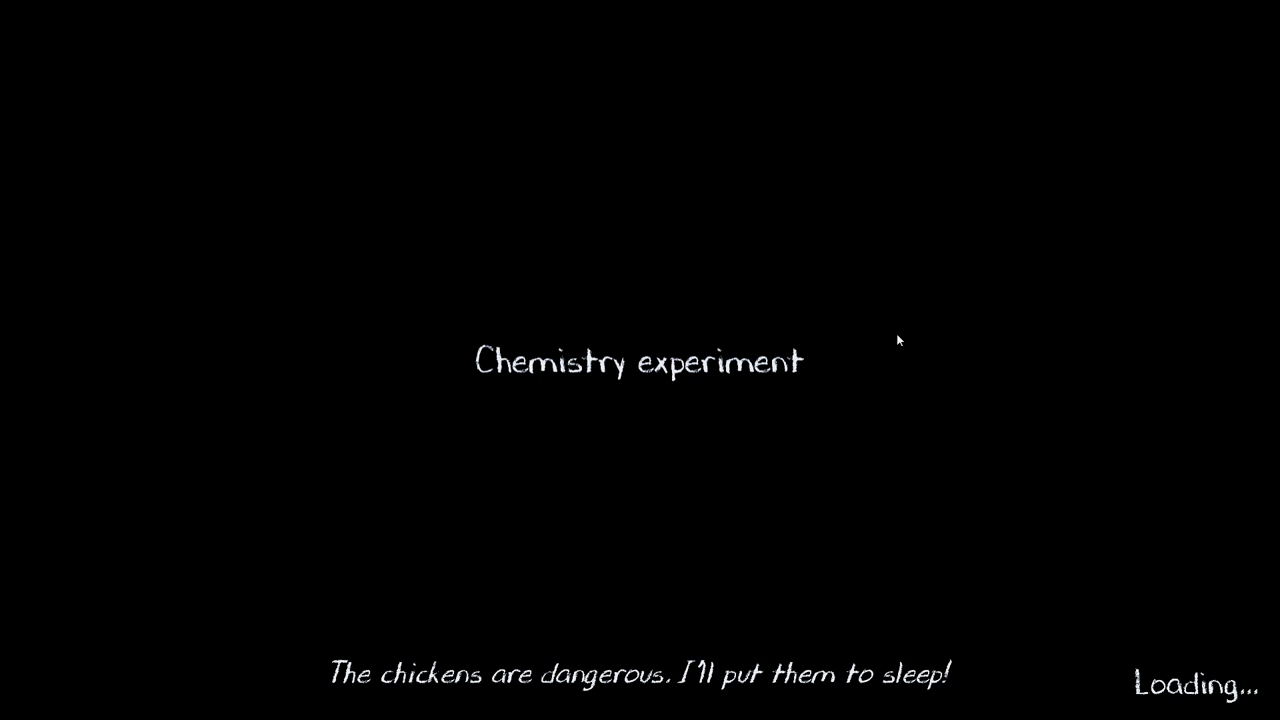 Chemistry experiment
The chickens are dangerous. I'll put them to sleep!
Loading...